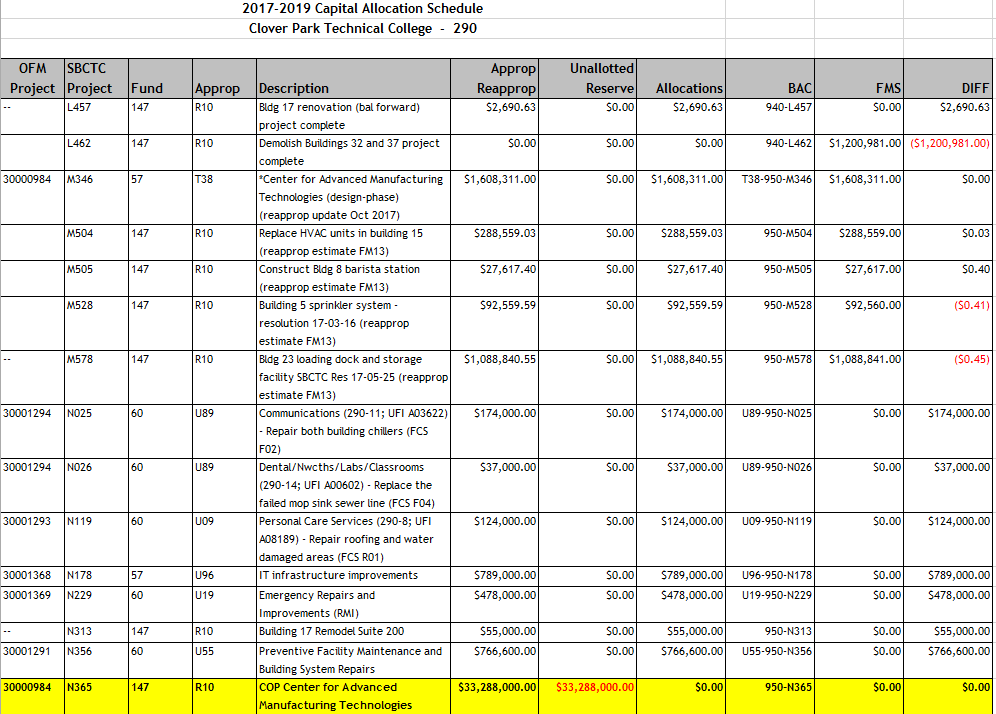 2017-2019 Capital Allocation Schedule
Clover Park Technical College - 290
OFM SBCTC Approp Unallotted
Project Project Fund Approp Description Reapprop Reserve Allocations BAC FMS DIFF
-- L457 147 R10 Bldg 17 renovation (bal forward) $2,690.63 $0.00 $2,690.63 940-L457 $0.00 $2,690.63
project complete
L462 147 R10 Demolish Buildings 32 and 37 project $0.00 $0.00 $0.00 940-L462 $1,200,981.00 ($1,200,981.00)
complete
30000984 M346 57 T38 *Center for Advanced Manufacturing $1,608,311.00 $0.00 $1,608,311.00 T38-950-M346 $1,608,311.00 $0.00
Technologies (design-phase)
(reapprop update Oct 2017)
M504 147 R10 Replace HVAC units in building 15 $288,559.03 $0.00 $288,559.03 950-M504 $288,559.00 $0.03
(reapprop estimate FM13)
M505 147 R10 Construct Bldg 8 barista station $27,617.40 $0.00 $27,617.40 950-M505 $27,617.00 $0.40
(reapprop estimate FM13)
M528 147 R10 Building 5 sprinkler system - $92,559.59 $0.00 $92,559.59 950-M528 $92,560.00 ($0.41)
resolution 17-03-16 (reapprop
estimate FM13)
-- M578 147 R10 Bldg 23 loading dock and storage $1,088,840.55 $0.00 $1,088,840.55 950-M578 $1,088,841.00 ($0.45)
facility SBCTC Res 17-05-25 (reapprop
estimate FM13)
30001294 N025 60 U89 Communications (290-11; UFI A03622) $174,000.00 $0.00 $174,000.00 U89-950-N025 $0.00 $174,000.00
- Repair both building chillers (FCS
F02)
30001294 N026 60 U89 Dental/Nwcths/Labs/Classrooms $37,000.00 $0.00 $37,000.00 U89-950-N026 $0.00 $37,000.00
(290-14; UFI A00602) - Replace the
failed mop sink sewer line (FCS F04)
30001293 N119 60 U09 Personal Care Services (290-8; UFI $124,000.00 $0.00 $124,000.00 U09-950-N119 $0.00 $124,000.00
A08189) - Repair roofing and water
damaged areas (FCS R01)
30001368 N178 57 U96 IT infrastructure improvements $789,000.00 $0.00 $789,000.00 U96-950-N178 $0.00 $789,000.00
30001369 N229 60 U19 Emergency Repairs and $478,000.00 $0.00 $478,000.00 U19-950-N229 $0.00 $478,000.00
Improvements (RMI)
-- N313 147 R10 Building 17 Remodel Suite 200 $55,000.00 $0.00 $55,000.00 950-N313 $0.00 $55,000.00
30001291 N356 60 U55 Preventive Facility Maintenance and $766,600.00 $0.00 $766,600.00 U55-950-N356 $0.00 $766,600.00
Building System Repairs
30000984 N365 147 R10 COP Center for Advanced $33,288,000.00 $33,288,000.00 $0.00 950-N365 $0.00 $0.00
Manufacturing Technologies